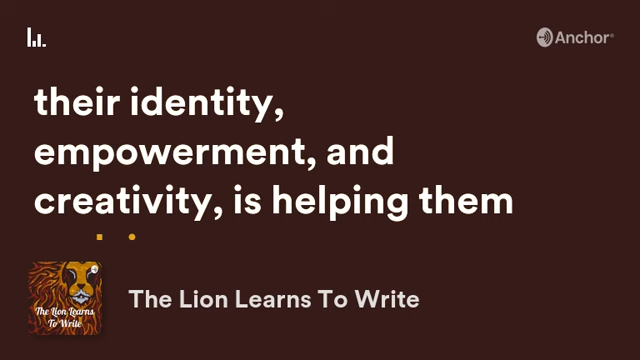 Anchor
their identity,
empowerment, and
creativity, is helping them
The Lion Learns
To Write
The Lion Learns To Write